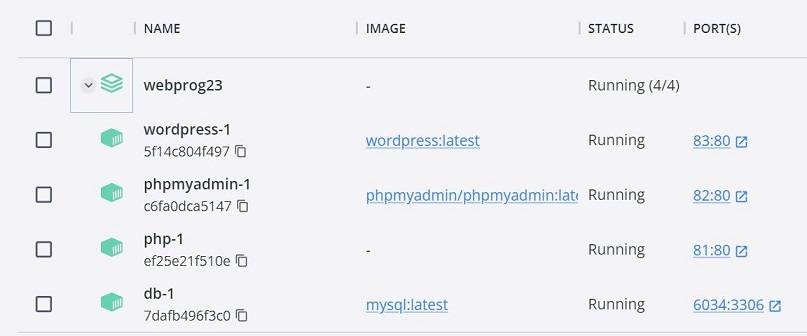 NAME IMAGE STATUS PORT(S)
webprog23 - Running (4/4)
wordpress-1
5f14c804f497 wordpress:latest Running 83:80
phpmyadmin-1
c6fa0dca5147 phpmyadmin/phpmyadmin:late Running 82:80
php-1
ef25e21f510e - Running 81:80
db-1
7dafb496f3c0 mysql:latest Running 6034:3306